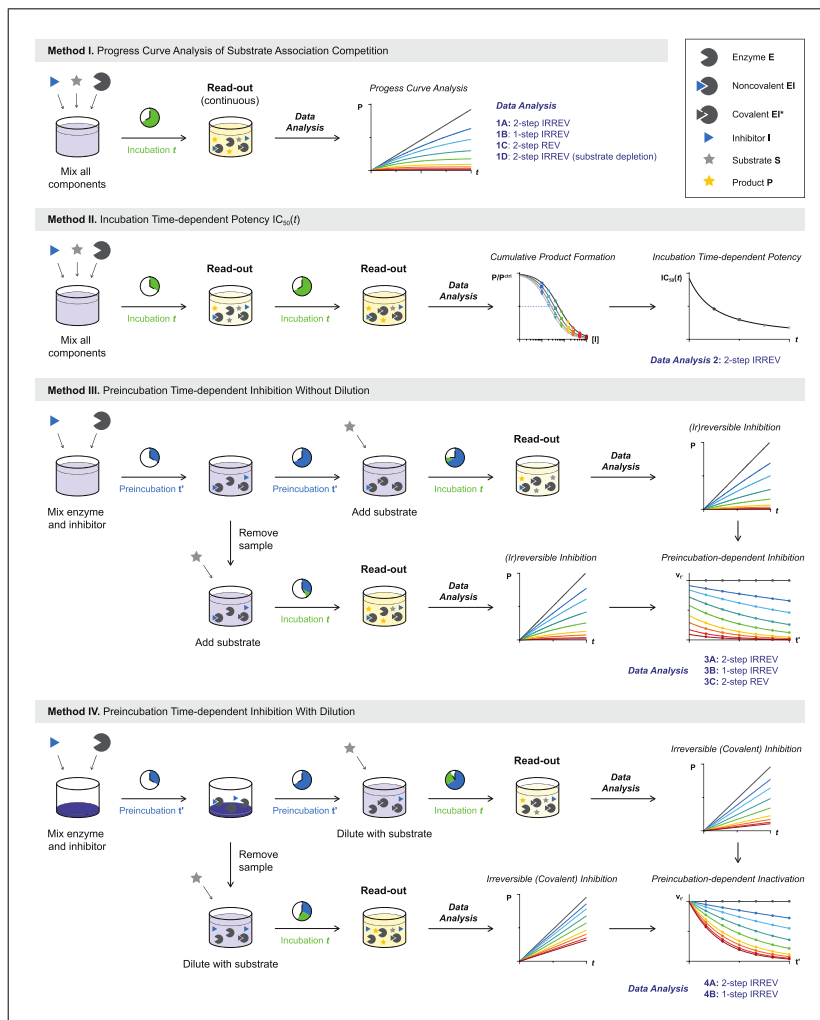 Method I. Progress Curve Analysis of Substrate Association Competition
Mix all
components
Incubation t
Read-out
(continuous)
Data
Analysis
Progess Curve Analysis
P
t
Data Analysis
1A: 2-step IRREV
1B: 1-step IRREV
1C: 2-step REV
1D: 2-step IRREV (substrate depletion)
Enzyme E
Noncovalent EI
Covalent EI*
Inhibitor I
Substrate S
Product P
Method II. Incubation Time-dependent Potency IC50(t)
Mix all
components
Incubation t
Read-out
Incubation t
Read-out
Data
Analysis
Cumulative Product Formation
P/Pctrl
[I]
Incubation Time-dependent Potency
IC50(t)
t
Data Analysis 2: 2-step IRREV
Method III. Preincubation Time-dependent Inhibition Without Dilution
Mix enzyme
and inhibitor
Preincubation t'
Preincubation t'
Add substrate
Incubation t
Read-out
Data
Analysis
(Ir)reversible Inhibition
P
t
Remove
sample
Add substrate
Incubation t
Read-out
Data
Analysis
(Ir)reversible Inhibition
P
t
Preincubation-dependent Inhibition
vt'
t'
Data Analysis
3A: 2-step IRREV
3B: 1-step IRREV
3C: 2-step REV
Method IV. Preincubation Time-dependent Inhibition With Dilution
Mix enzyme
and inhibitor
Preincubation t'
Preincubation t'
Dilute with substrate
Incubation t
Read-out
Data
Analysis
Irreversible (Covalent) Inhibition
P
t
Remove
sample
Dilute with substrate
Incubation t
Read-out
Data
Analysis
Irreversible (Covalent) Inhibition
P
t
Preincubation-dependent Inactivation
vt'
t'
Data Analysis
4A: 2-step IRREV
4B: 1-step IRREV